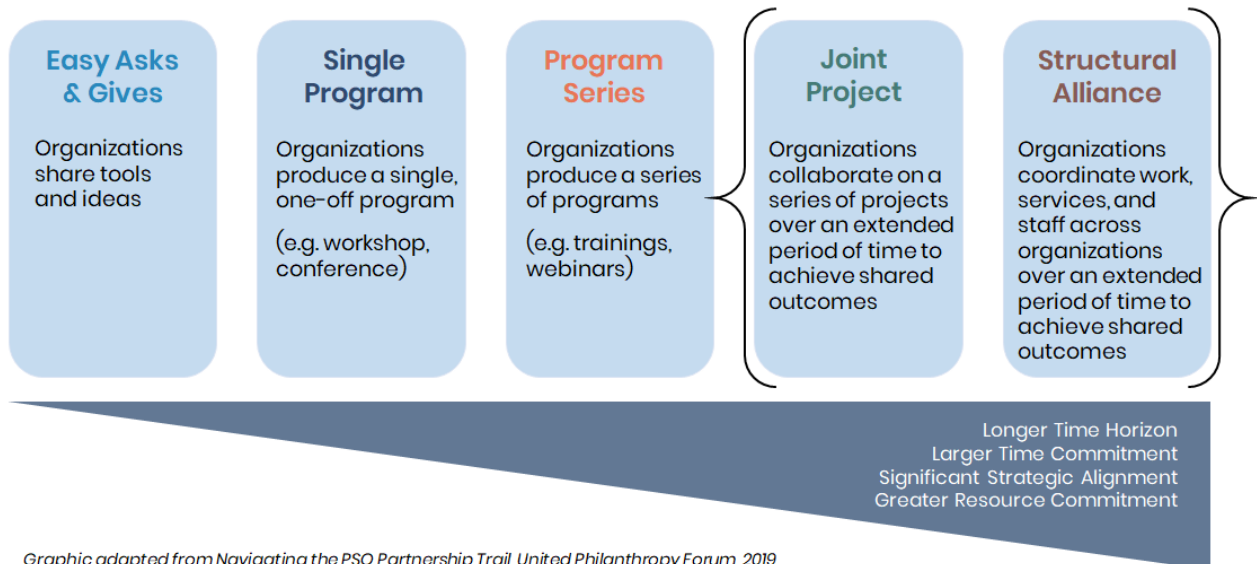 Easy Asks
& Gives
Organizations
share tools
and ideas
Single
Program
Organizations
produce a single,
one-off program
(e.g. workshop,
conference)
Program
Series
Organizations
produce a series
of programs
(e.g. trainings,
webinars)
Joint
Project
Organizations
collaborate on a
series of projects
over an extended
period of time to
achieve shared
outcomes
Structural
Alliance
Organizations
coordinate work,
services, and
staff across
organizations
over an extended
period of time to
achieve shared
outcomes
Longer Time Horizon
Larger Time Commitment
Significant Strategic Alignment
Greater Resource Commitment
Graphic adapted from Navigating the PSO Partnership Trail, United Philanthropy Forum, 2019